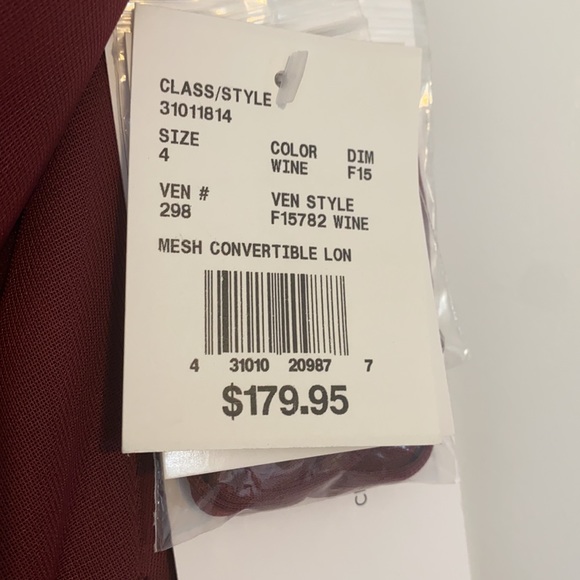 CLASS/STYLE
31011814
SIZE COLOR DIM
4 WINE F15
VEN # VEN STYLE
298 F15782 WINE
MESH CONVERTIBLE LON
4 31010 20987 7
$179.95